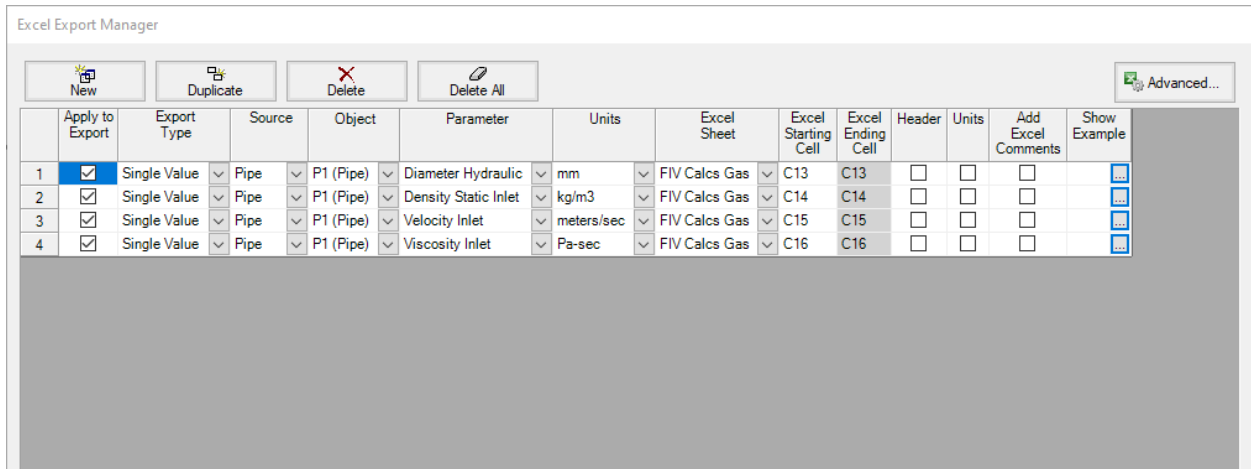 Excel Export Manager
New Duplicate Delete Delete All Advanced...
Apply to Export Export Type Source Object Parameter Units Excel Sheet Excel Starting Cell Excel Ending Cell Header Units Add Excel Comments Show Example
1 Single Value Pipe P1 (Pipe) Diameter Hydraulic mm FIV Calcs Gas C13 C13 ...
2 Single Value Pipe P1 (Pipe) Density Static Inlet kg/m3 FIV Calcs Gas C14 C14 ...
3 Single Value Pipe P1 (Pipe) Velocity Inlet meters/sec FIV Calcs Gas C15 C15 ...
4 Single Value Pipe P1 (Pipe) Viscosity Inlet Pa-sec FIV Calcs Gas C16 C16 ...